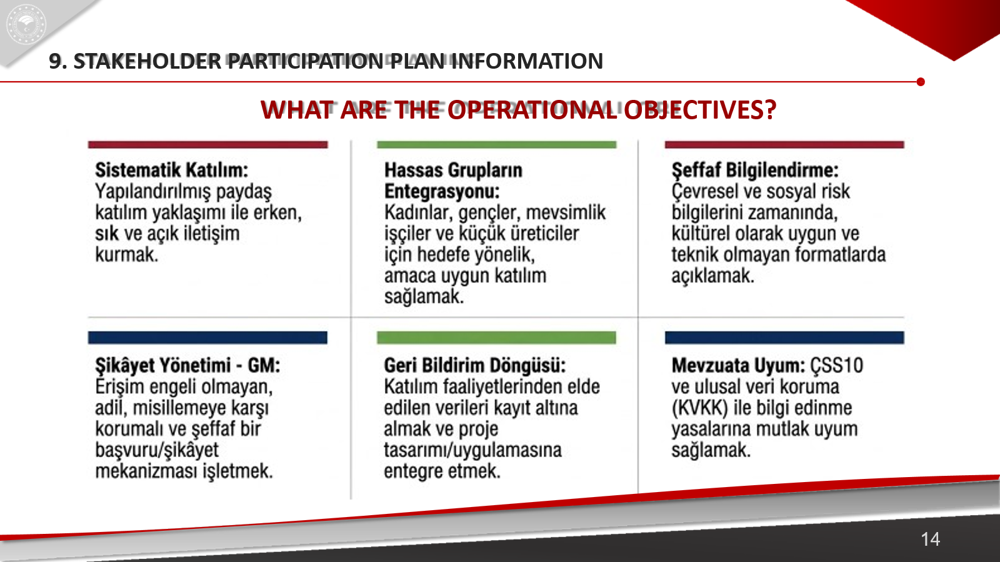 9. STAKEHOLDER PARTICIPATION PLAN INFORMATION
WHAT ARE THE OPERATIONAL OBJECTIVES?
Sistematik Katılım:
Yapılandırılmış paydaş
katılım yaklaşımı ile erken,
sık ve açık iletişim
kurmak.
Hassas Grupların
Entegrasyonu:
Kadınlar, gençler, mevsimlik
işçiler ve küçük üreticiler
için hedefe yönelik,
amaca uygun katılım
sağlamak.
Şeffaf Bilgilendirme:
Çevresel ve sosyal risk
bilgilerini zamanında,
kültürel olarak uygun ve
teknik olmayan formatlarda
açıklamak.
Şikâyet Yönetimi - GM:
Erişim engeli olmayan,
adil, misillemeye karşı
korumalı ve şeffaf bir
başvuru/şikâyet
mekanizması işletmek.
Geri Bildirim Döngüsü:
Katılım faaliyetlerinden elde
edilen verileri kayıt altına
almak ve proje
tasarımı/uygulamasına
entegre etmek.
Mevzuata Uyum: ÇSS10
ve ulusal veri koruma
(KVKK) ile bilgi edinme
yasalarına mutlak uyum
sağlamak.
14